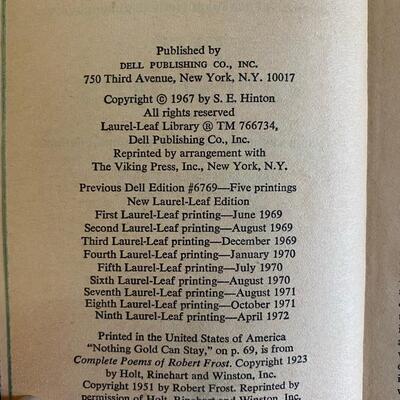 Published by
DELL PUBLISHING CO., INC.
750 Third Avenue, New York, N.Y. 10017
Copyright © 1967 by S. E. Hinton
All rights reserved
Laurel-Leaf Library ® TM 766734,
Dell Publishing Co., Inc.
Reprinted by arrangement with
The Viking Press, Inc., New York, N.Y.
Previous Dell Edition #6769—Five printings
New Laurel-Leaf Edition
First Laurel-Leaf printing—June 1969
Second Laurel-Leaf printing—August 1969
Third Laurel-Leaf printing—December 1969
Fourth Laurel-Leaf printing—January 1970
Fifth Laurel-Leaf printing—July 1970
Sixth Laurel-Leaf printing—August 1970
Seventh Laurel-Leaf printing—August 1971
Eighth Laurel-Leaf printing—October 1971
Ninth Laurel-Leaf printing—April 1972
Printed in the United States of America
"Nothing Gold Can Stay," on p. 69, is from
Complete Poems of Robert Frost. Copyright 1923
by Holt, Rinehart and Winston, Inc.
Copyright 1951 by Robert Frost. Reprinted by
permission of Holt, Rinehart and Winston, Inc.